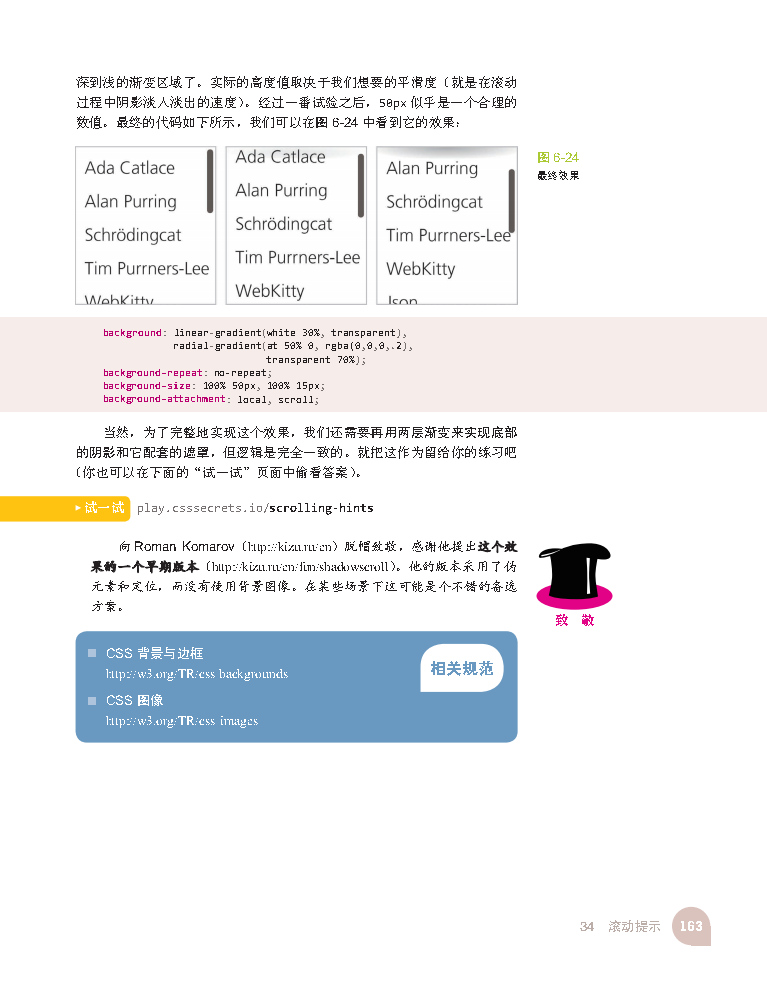 深到浅的渐变区域了。实际的高度值取决于我们想要的平滑度（就是在滚动
过程中阴影淡入淡出的速度）。经过一番试验之后，50px 似乎是一个合理的
数值。最终的代码如下所示，我们可以在图 6-24 中看到它的效果：
Ada Catlace
Alan Purring
Schrödingcat
Tim Purrners-Lee
WebKitty
Ada Catlace
Alan Purring
Schrödingcat
Tim Purrners-Lee
WebKitty
Alan Purring
Schrödingcat
Tim Purrners-Lee
WebKitty
Json
图 6-24
最终效果
background: linear-gradient(white 30%, transparent),
radial-gradient(at 50% 0, rgba(0,0,0,.2),
transparent 70%);
background-repeat: no-repeat;
background-size: 100% 50px, 100% 15px;
background-attachment: local, scroll;
当然，为了完整地实现这个效果，我们还需要再用两层渐变来实现底部
的阴影和它配套的遮罩，但逻辑是完全一致的。就把这作为留给你的练习吧
（你也可以在下面的“试一试”页面中偷看答案）。
▶ 试一试 play.csssecrets.io/scrolling-hints
向 Roman Komarov（http://kizu.ru/en）脱帽致敬，感谢他提出这个效
果的一个早期版本（http://kizu.ru/en/fun/shadowscroll）。他的版本采用了伪
元素和定位，而没有使用背景图像。在某些场景下这可能是个不错的备选
方案。
致 敬
CSS 背景与边框
http://w3.org/TR/css-backgrounds
相关规范
CSS 图像
http://w3.org/TR/css-images
34 滚动提示 163